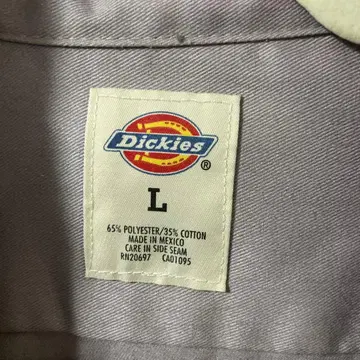 Dickies
®
L
65% POLYESTER/35% COTTON
MADE IN MEXICO
CARE IN SIDE SEAM
RN20697 CA01095